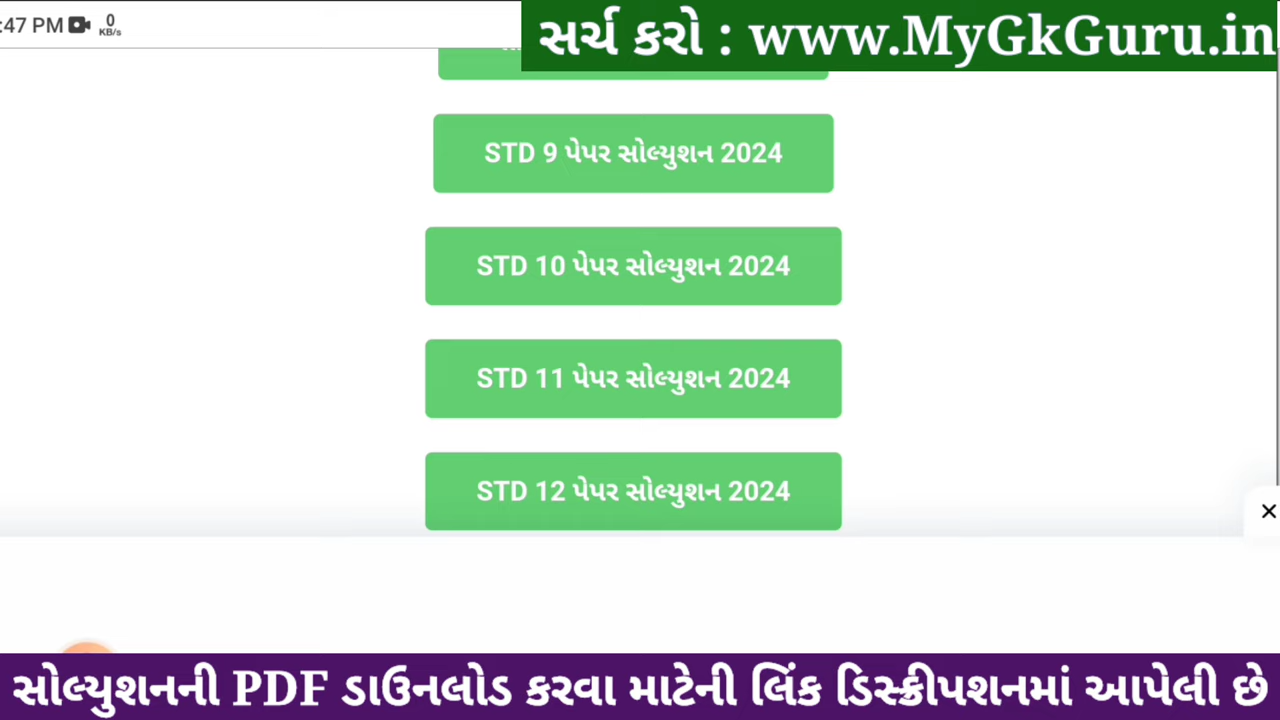 :47 PM 0 KB/s
સર્ચ કરો : www.MyGkGuru.in
STD 9 પેપર સોલ્યુશન 2024
STD 10 પેપર સોલ્યુશન 2024
STD 11 પેપર સોલ્યુશન 2024
STD 12 પેપર સોલ્યુશન 2024
સોલ્યુશનની PDF ડાઉનલોડ કરવા માટેની લિંક ડિસ્ક્રીપશનમાં આપેલી છે